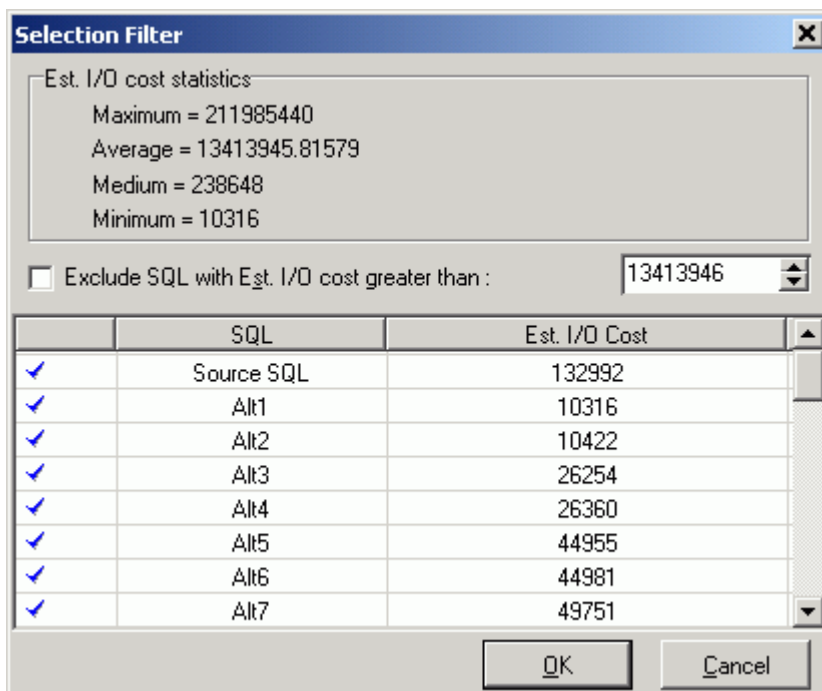 Selection Filter
Est. I/O cost statistics
Maximum = 211985440
Average = 13413945.81579
Medium = 238648
Minimum = 10316
Exclude SQL with Est. I/O cost greater than : 13413946
SQL Est. I/O Cost
Source SQL 132992
Alt1 10316
Alt2 10422
Alt3 26254
Alt4 26360
Alt5 44955
Alt6 44981
Alt7 49751
OK Cancel